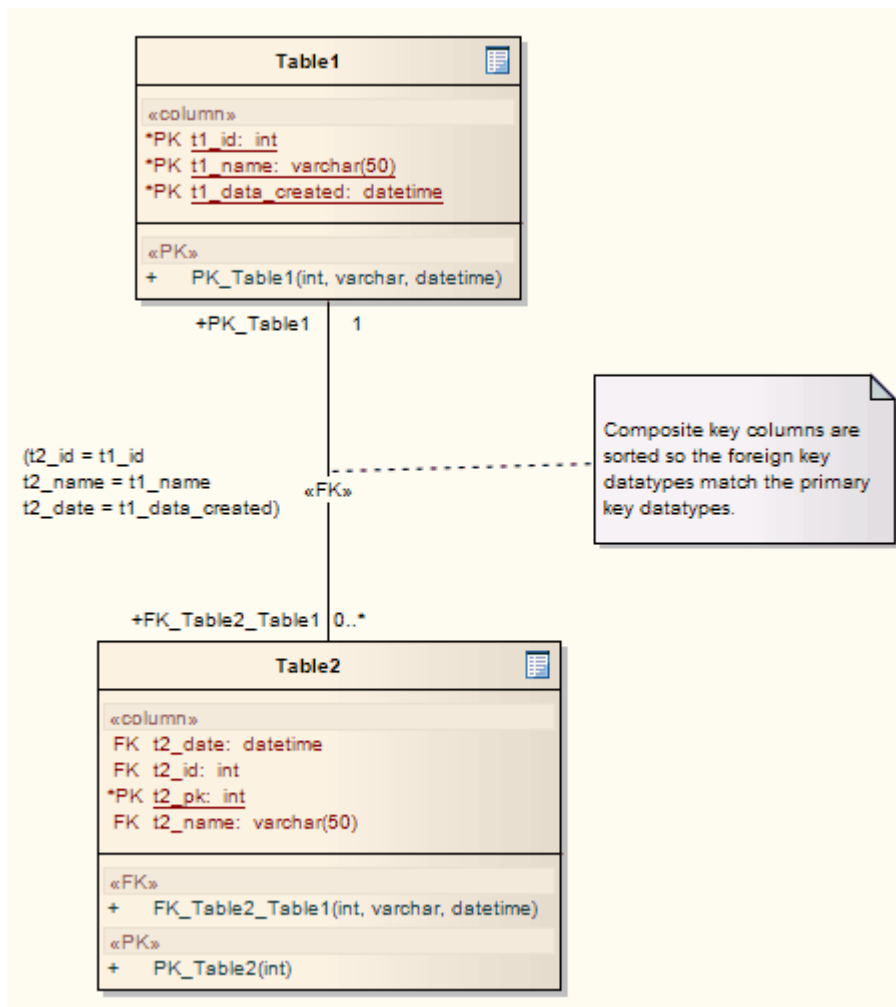 Table1
«column»
*PK t1_id: int
*PK t1_name: varchar(50)
*PK t1_data_created: datetime
«PK»
+ PK_Table1(int, varchar, datetime)
+PK_Table1 1
(t2_id = t1_id
t2_name = t1_name
t2_date = t1_data_created)
«FK»
Composite key columns are
sorted so the foreign key
datatypes match the primary
key datatypes.
+FK_Table2_Table1 0..*
Table2
«column»
FK t2_date: datetime
FK t2_id: int
*PK t2_pk: int
FK t2_name: varchar(50)
«FK»
+ FK_Table2_Table1(int, varchar, datetime)
«PK»
+ PK_Table2(int)